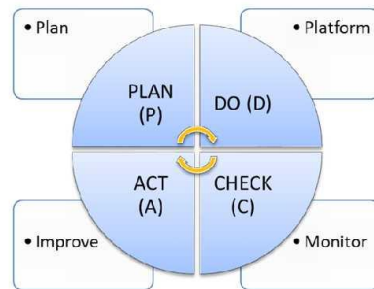 • Plan
• Platform
PLAN
(P)
DO (D)
ACT
(A)
CHECK
(C)
• Improve
• Monitor